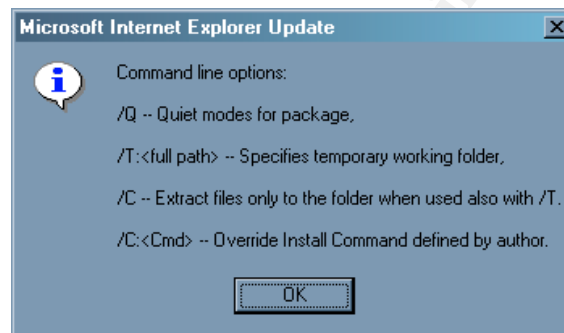 Microsoft Internet Explorer Update
Command line options:
/Q -- Quiet modes for package,
/T:<full path> -- Specifies temporary working folder,
/C -- Extract files only to the folder when used also with /T.
/C:<Cmd> -- Override Install Command defined by author.
OK